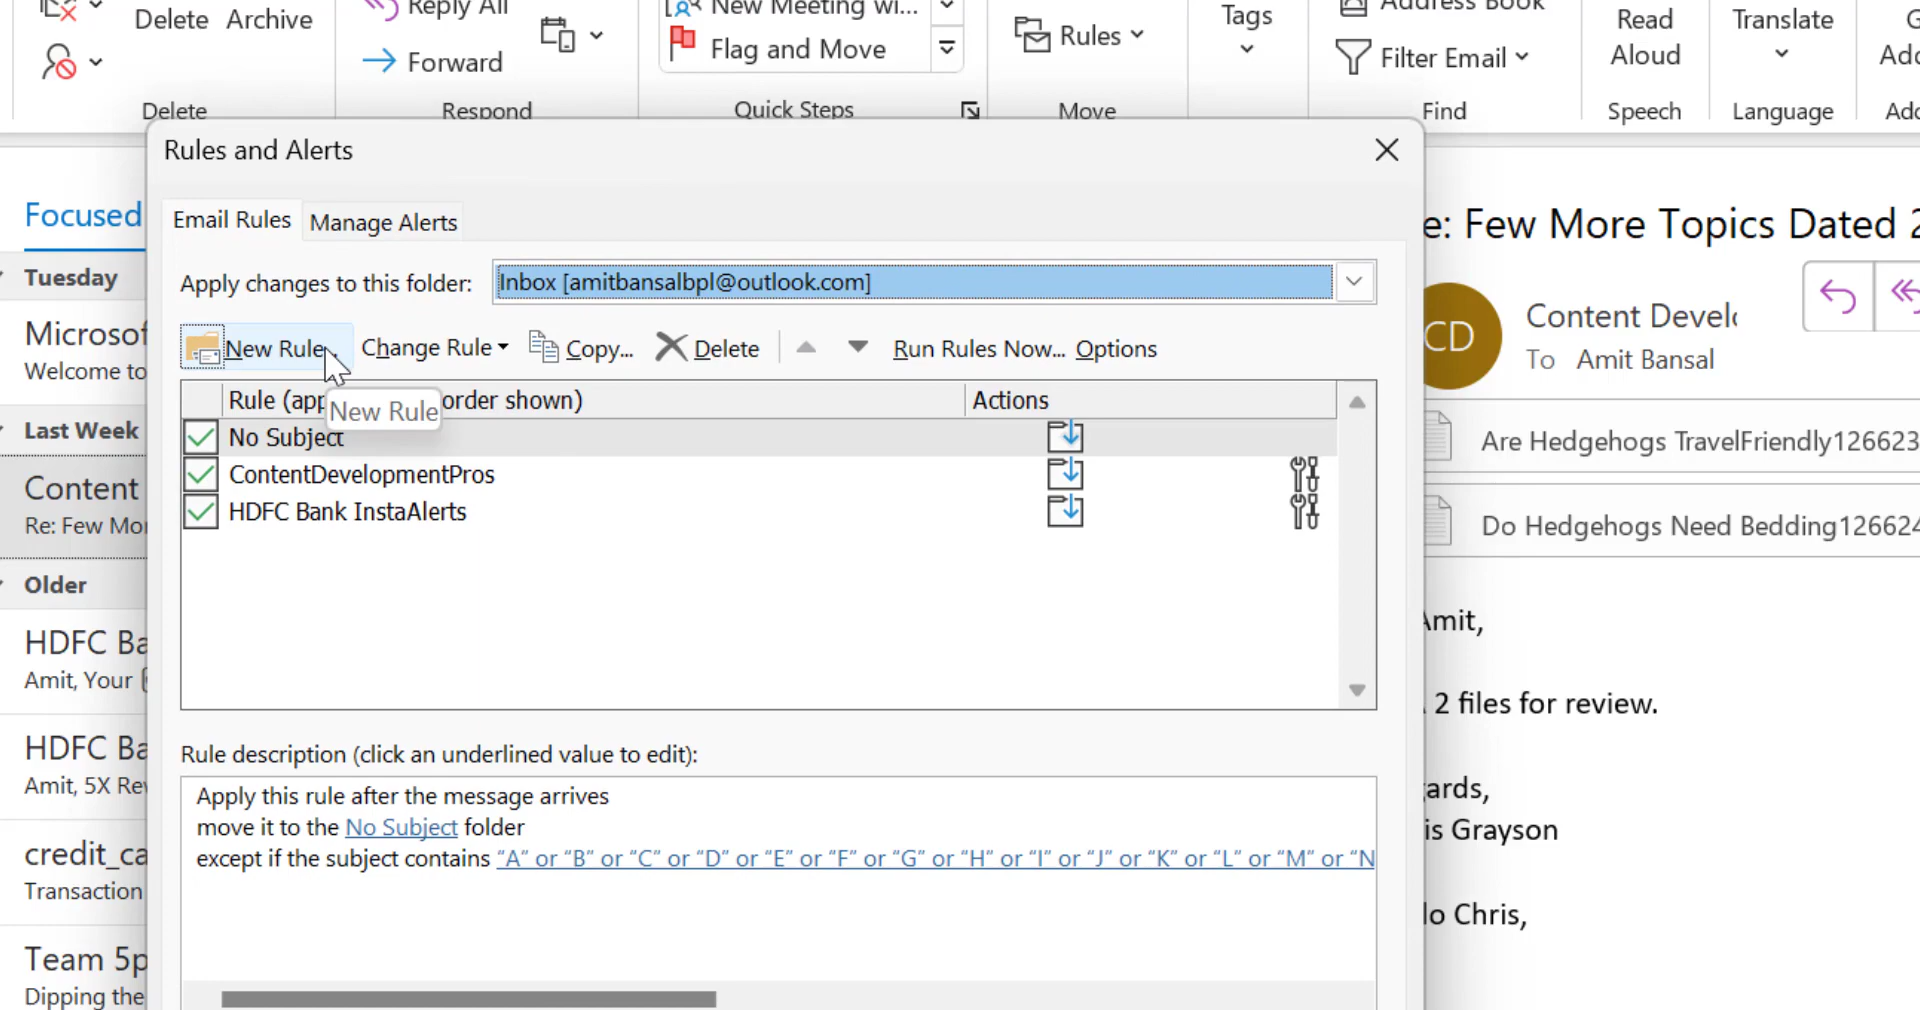 Delete Archive
Reply All
Forward
New Meeting wi...
Flag and Move
Rules
Tags
Address Book
Filter Email
Read
Aloud
Translate
Delete
Respond
Quick Steps
Move
Find
Speech
Language
Rules and Alerts
Email Rules
Manage Alerts
Apply changes to this folder:
Inbox [amitbansalbpl@outlook.com]
New Rule...
Change Rule
Copy...
Delete
Run Rules Now...
Options
Rule (app
order shown)
Actions
New Rule
No Subject
ContentDevelopmentPros
HDFC Bank InstaAlerts
Rule description (click an underlined value to edit):
Apply this rule after the message arrives
move it to the No Subject folder
except if the subject contains "A" or "B" or "C" or "D" or "E" or "F" or "G" or "H" or "I" or "J" or "K" or "L" or "M" or "N
Focused
Tuesday
Microsof
Welcome to
Last Week
Content
Re: Few Mor
Older
HDFC Ba
Amit, Your
HDFC Ba
Amit, 5X Rev
credit_ca
Transaction
Team 5p
Dipping the
e: Few More Topics Dated 2
CD
Content Devel
To Amit Bansal
Are Hedgehogs TravelFriendly126623
Do Hedgehogs Need Bedding126624
Amit,
2 files for review.
ards,
is Grayson
lo Chris,